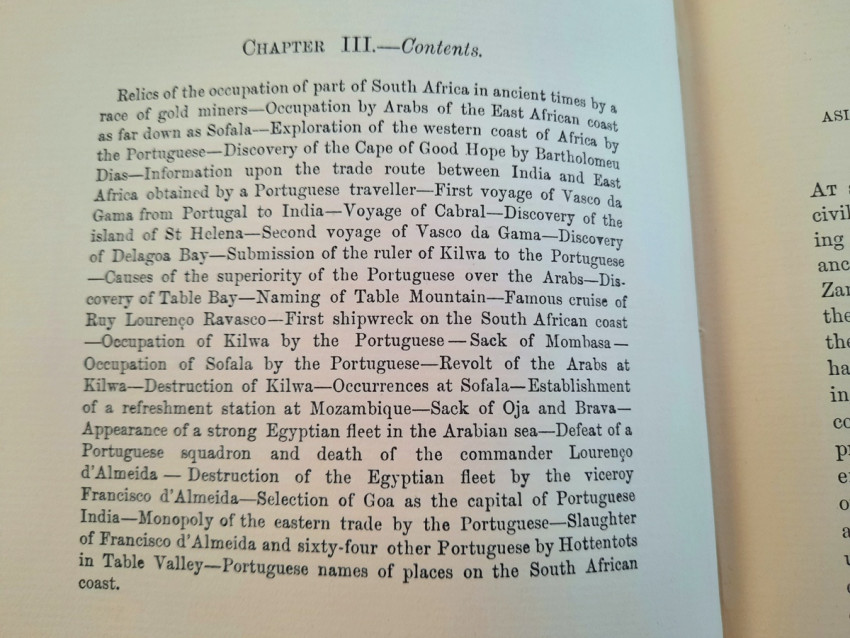 CHAPTER III.—Contents.
Relics of the occupation of part of South Africa in ancient times by a
race of gold miners—Occupation by Arabs of the East African coast
as far down as Sofala—Exploration of the western coast of Africa by
the Portuguese—Discovery of the Cape of Good Hope by Bartholomeu
Dias—Information upon the trade route between India and East
Africa obtained by a Portuguese traveller—First voyage of Vasco da
Gama from Portugal to India—Voyage of Cabral—Discovery of the
island of St Helena—Second voyage of Vasco da Gama—Discovery
of Delagoa Bay—Submission of the ruler of Kilwa to the Portuguese
—Causes of the superiority of the Portuguese over the Arabs—Dis-
covery of Table Bay—Naming of Table Mountain—Famous cruise of
Ruy Lourenço Ravasco—First shipwreck on the South African coast
—Occupation of Kilwa by the Portuguese—Sack of Mombasa—
Occupation of Sofala by the Portuguese—Revolt of the Arabs at
Kilwa—Destruction of Kilwa—Occurrences at Sofala—Establishment
of a refreshment station at Mozambique—Sack of Oja and Brava—
Appearance of a strong Egyptian fleet in the Arabian sea—Defeat of a
Portuguese squadron and death of the commander Lourenço
d'Almeida—Destruction of the Egyptian fleet by the viceroy
Francisco d'Almeida—Selection of Goa as the capital of Portuguese
India—Monopoly of the eastern trade by the Portuguese—Slaughter
of Francisco d'Almeida and sixty-four other Portuguese by Hottentots
in Table Valley—Portuguese names of places on the South African
coast.
ASI
AT
civil
ing
anc
Zar
the
the
ha
in